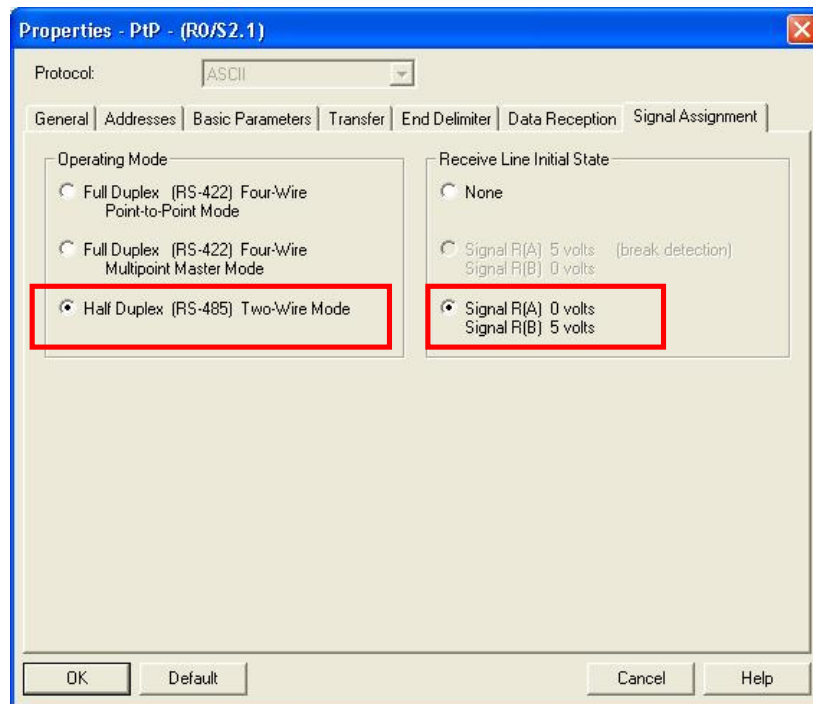 Properties - PtP - (R0/S2.1)
Protocol: ASCII
General Addresses Basic Parameters Transfer End Delimiter Data Reception Signal Assignment
Operating Mode
Full Duplex (RS-422) Four-Wire
Point-to-Point Mode
Full Duplex (RS-422) Four-Wire
Multipoint Master Mode
Half Duplex (RS-485) Two-Wire Mode
Receive Line Initial State
None
Signal R(A) 5 volts (break detection)
Signal R(B) 0 volts
Signal R(A) 0 volts
Signal R(B) 5 volts
OK Default Cancel Help